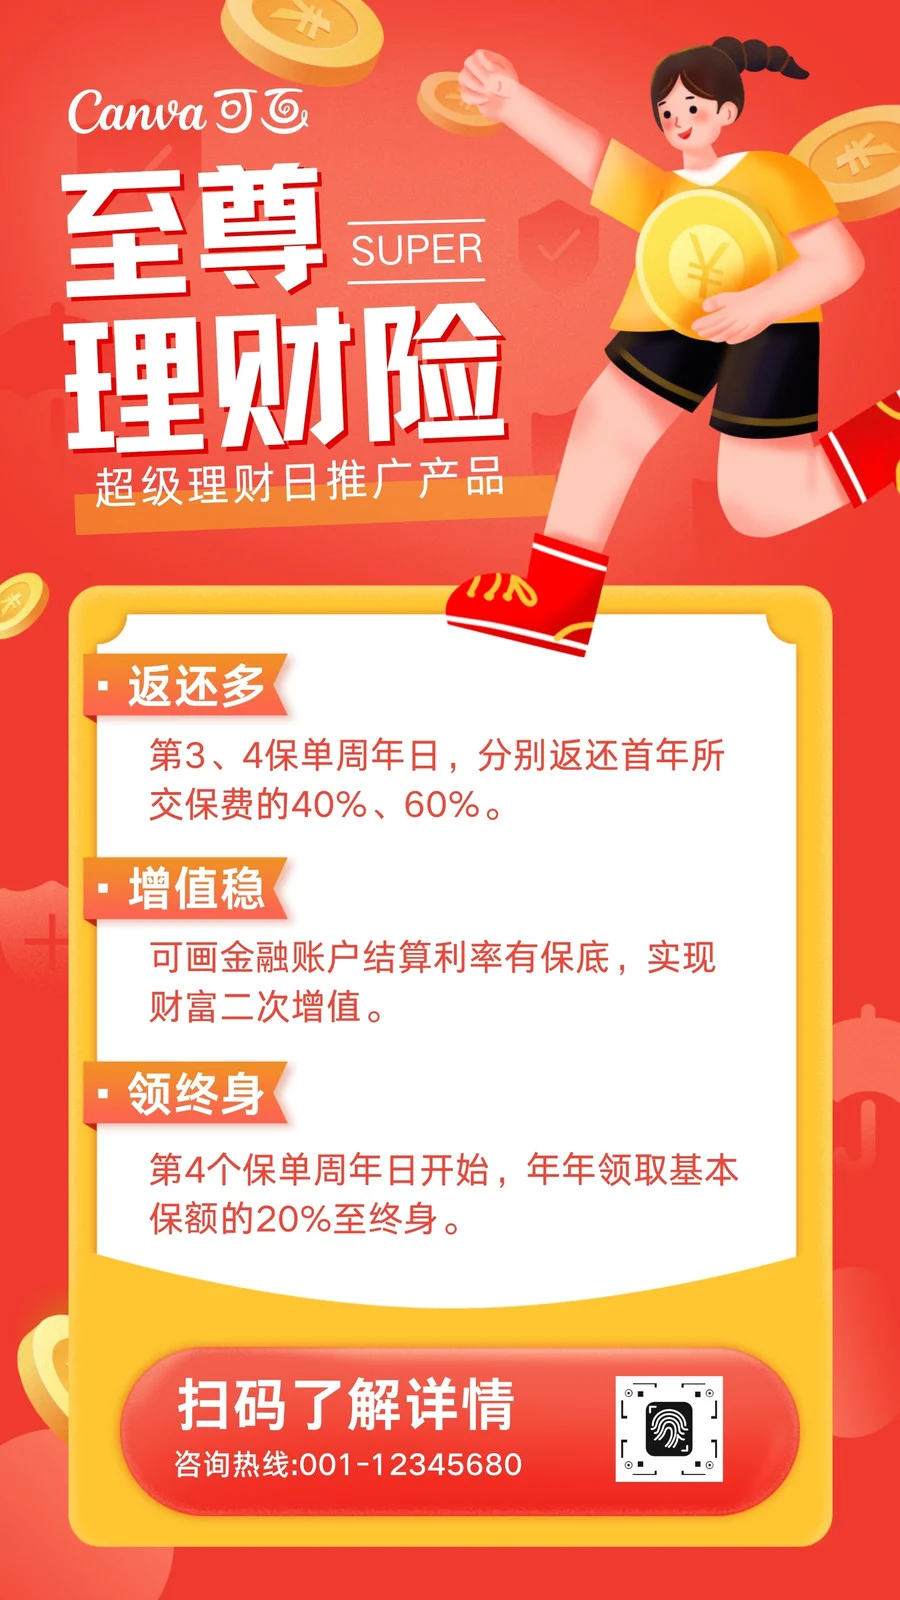 Canva可画
至尊
SUPER
理财险
超级理财日推广产品
· 返还多
第3、4保单周年日，分别返还首年所
交保费的40%、60%。
· 增值稳
可画金融账户结算利率有保底，实现
财富二次增值。
· 领终身
第4个保单周年日开始，年年领取基本
保额的20%至终身。
扫码了解详情
咨询热线:001-12345680